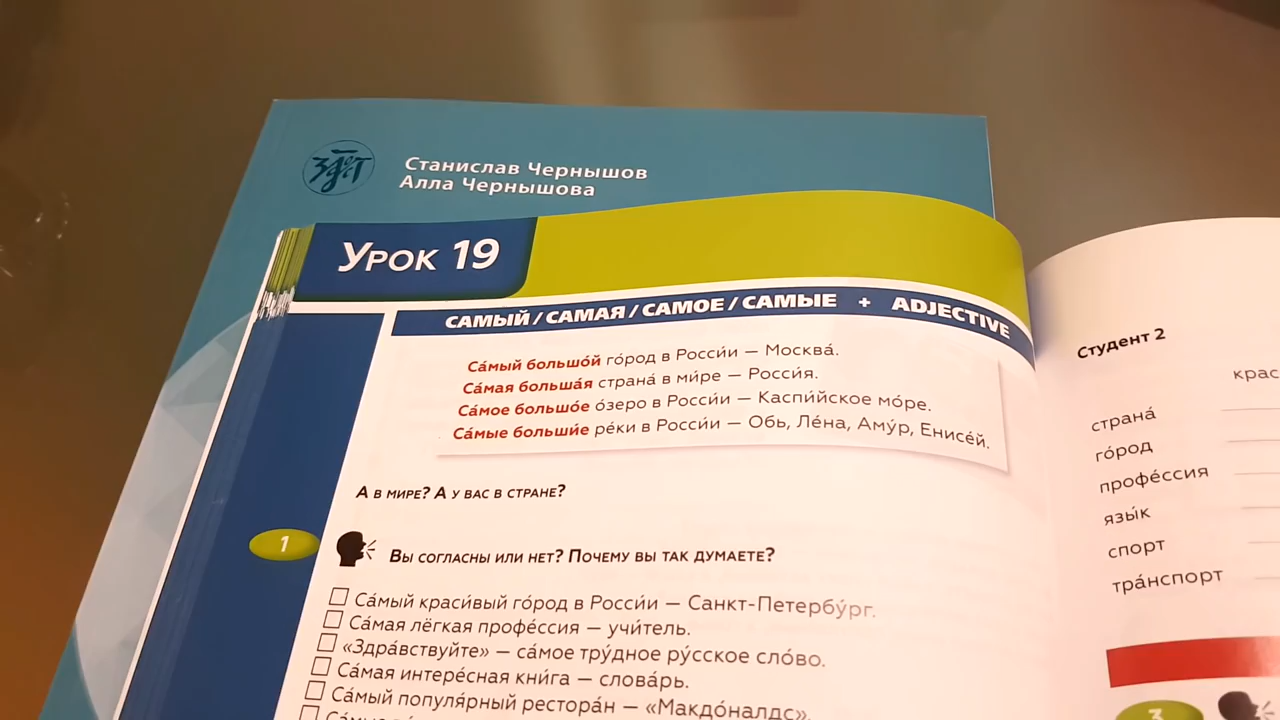 Здет
Станислав Чернышов
Алла Чернышова
Урок 19
САМЫЙ / САМАЯ / САМОЕ / САМЫЕ + ADJECTIVE
Са́мый большо́й го́род в Росси́и — Москва́.
Са́мая больша́я страна́ в ми́ре — Росси́я.
Са́мое большо́е о́зеро в Росси́и — Каспи́йское мо́ре.
Са́мые больши́е ре́ки в Росси́и — Обь, Ле́на, Аму́р, Енисе́й.
А в мире? А у вас в стране?
1
Вы согласны или нет? Почему вы так думаете?
Са́мый краси́вый го́род в Росси́и — Санкт-Петербу́рг.
Са́мая лёгкая профе́ссия — учи́тель.
«Здра́вствуйте» — са́мое тру́дное ру́сское сло́во.
Са́мая интере́сная кни́га — слова́рь.
Са́мый популя́рный рестора́н — «Макдо́налдс».
Студент 2
страна́
го́род
профе́ссия
язы́к
спорт
тра́нспорт
3